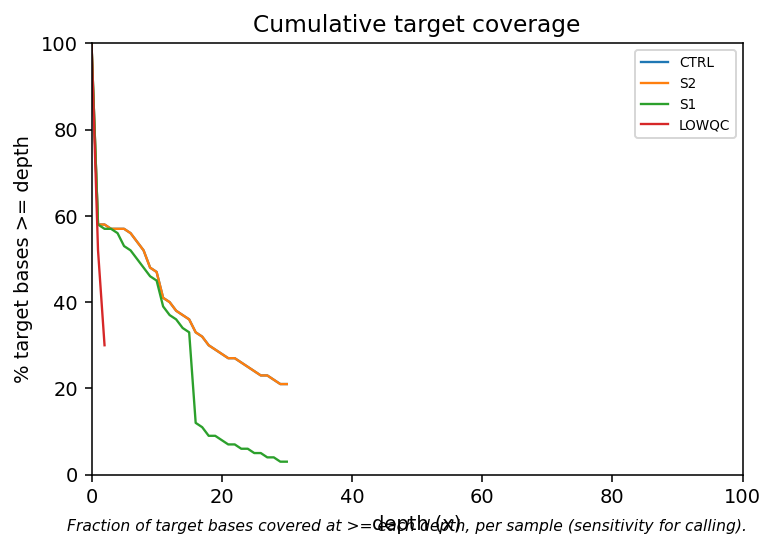 Cumulative target coverage
% target bases >= depth
100
80
60
40
20
0
CTRL
S2
S1
LOWQC
0 20 40 60 80 100
depth (x)
Fraction of target bases covered at >= each depth, per sample (sensitivity for calling).